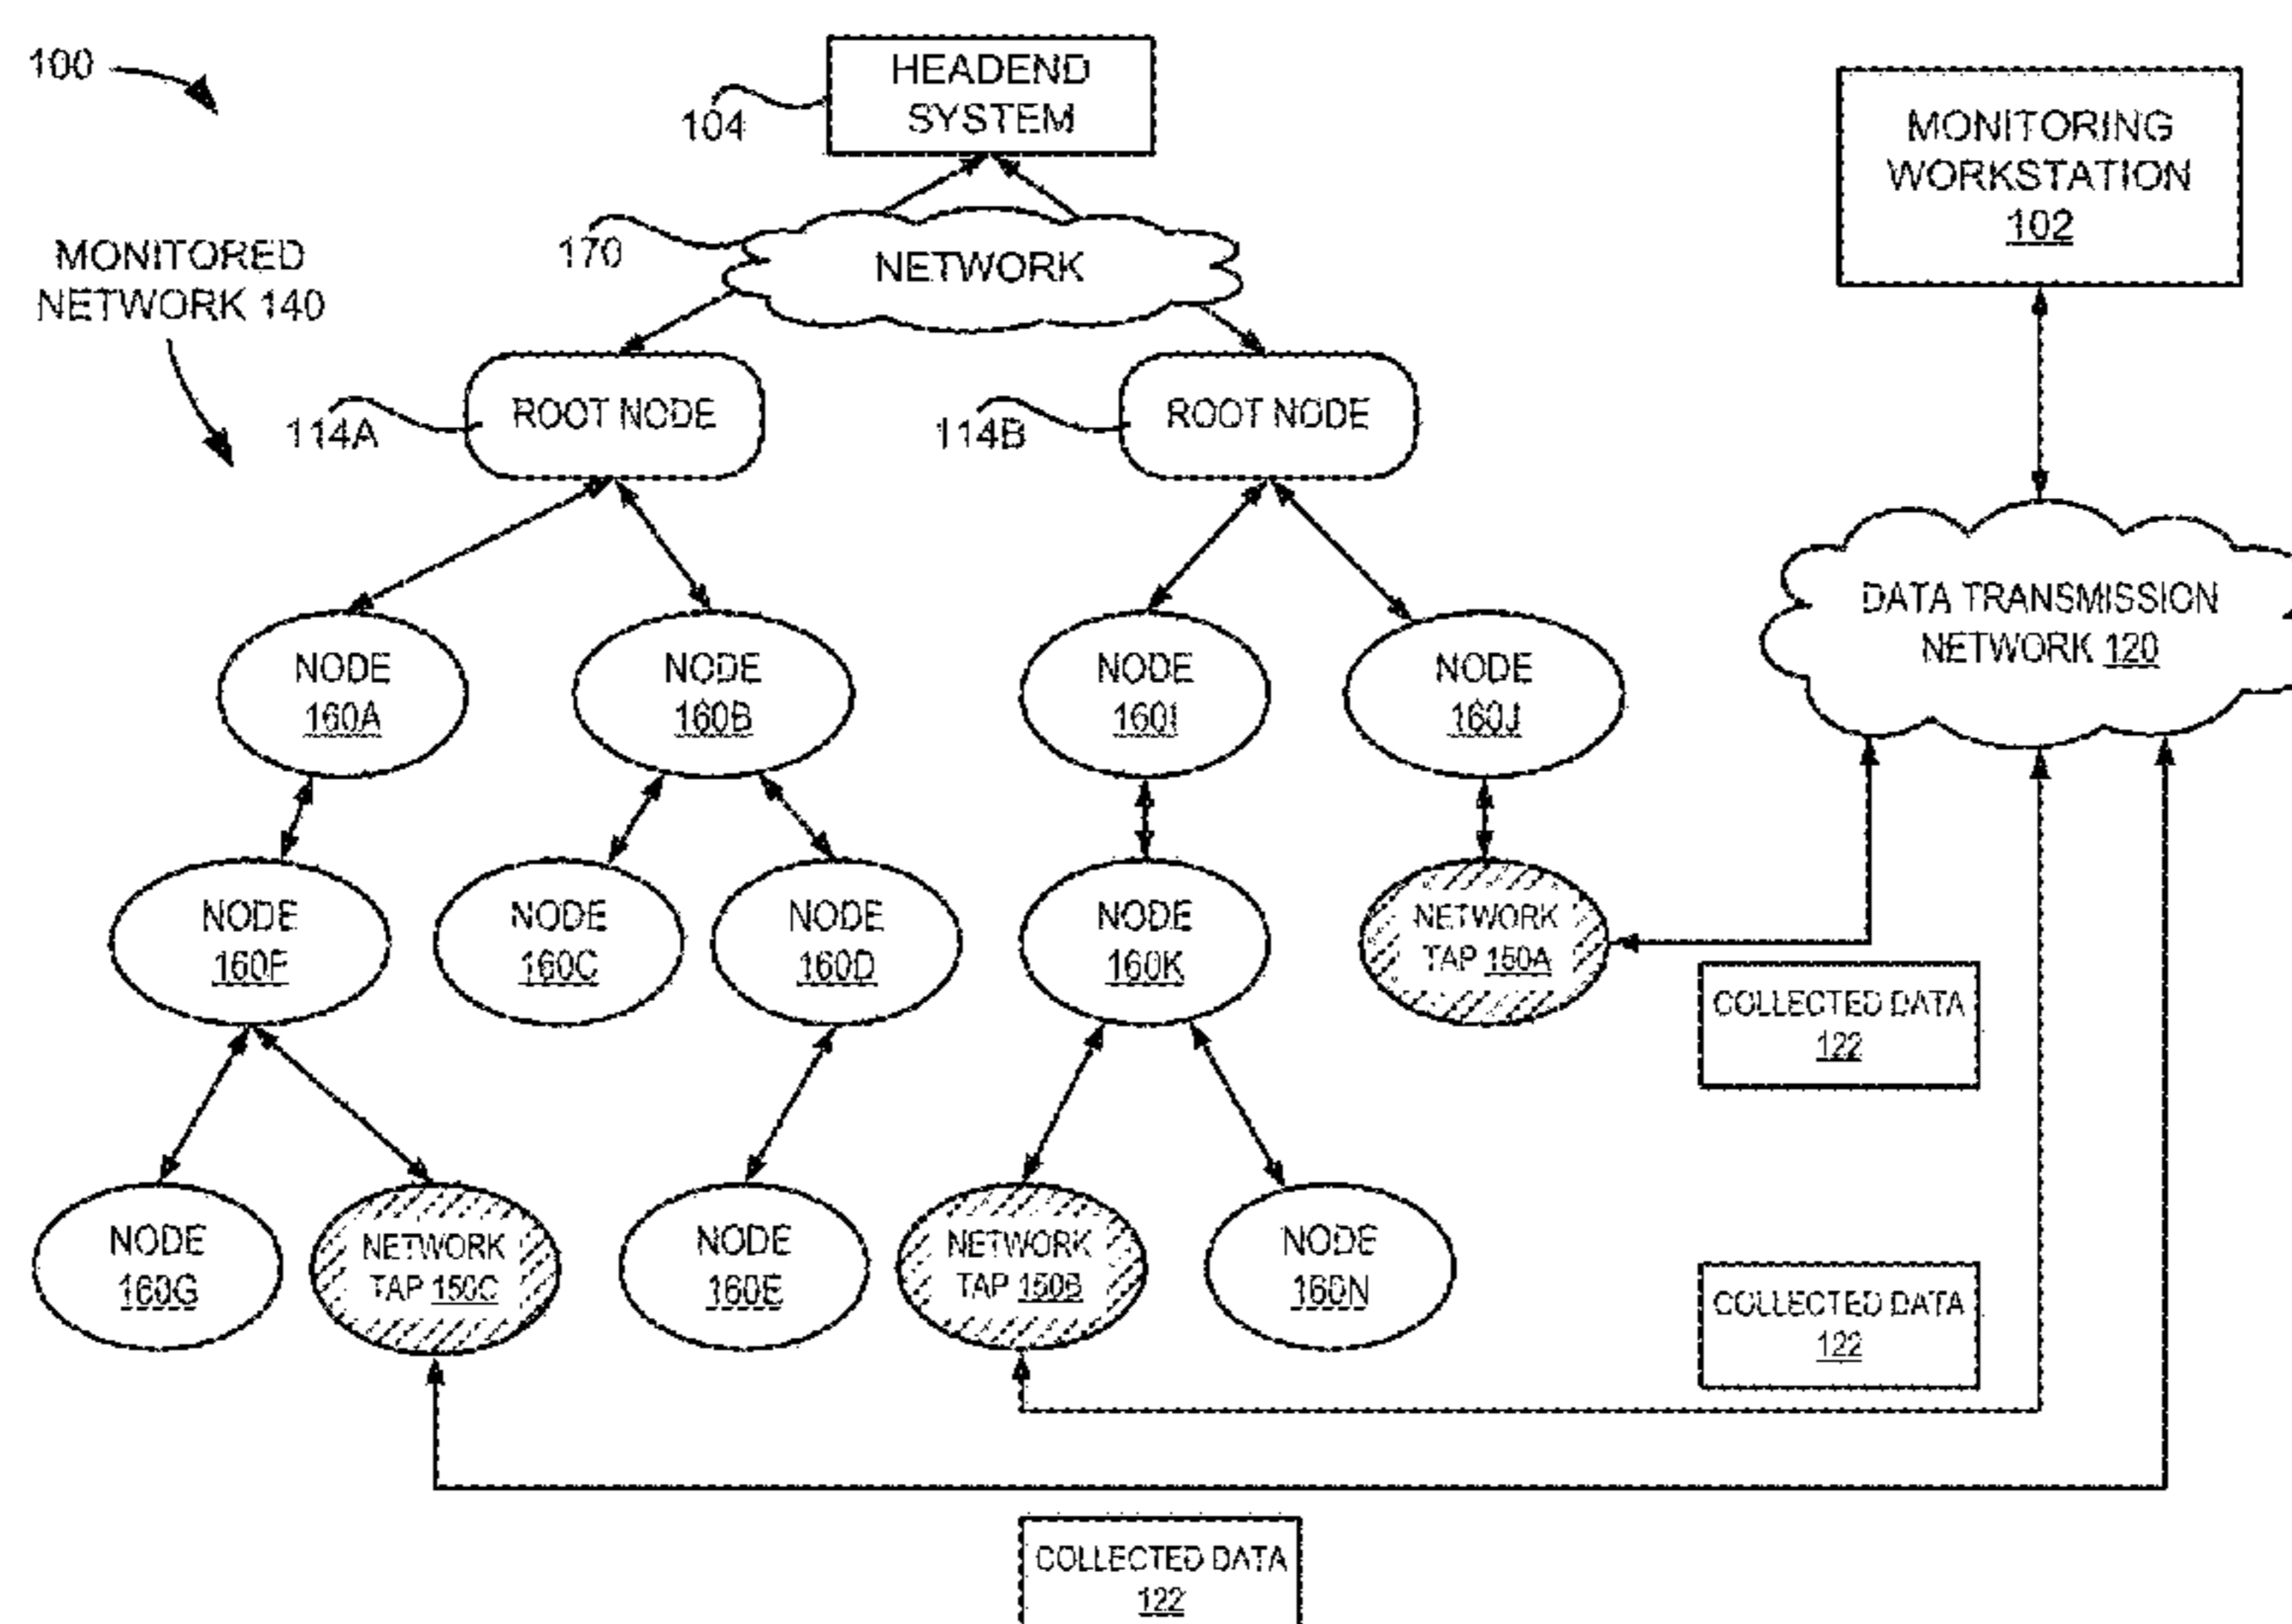 100
HEADEND
SYSTEM
104
MONITORING
WORKSTATION
102
170
NETWORK
MONITORED
NETWORK 140
ROOT NODE
114A
ROOT NODE
114B
DATA TRANSMISSION
NETWORK 120
NODE
160A
NODE
160B
NODE
160I
NODE
160J
NODE
160F
NODE
160C
NODE
160D
NODE
160K
NETWORK
TAP 150A
COLLECTED DATA
122
NODE
160G
NETWORK
TAP 150C
NODE
160E
NETWORK
TAP 150B
NODE
160N
COLLECTED DATA
122
COLLECTED DATA
122